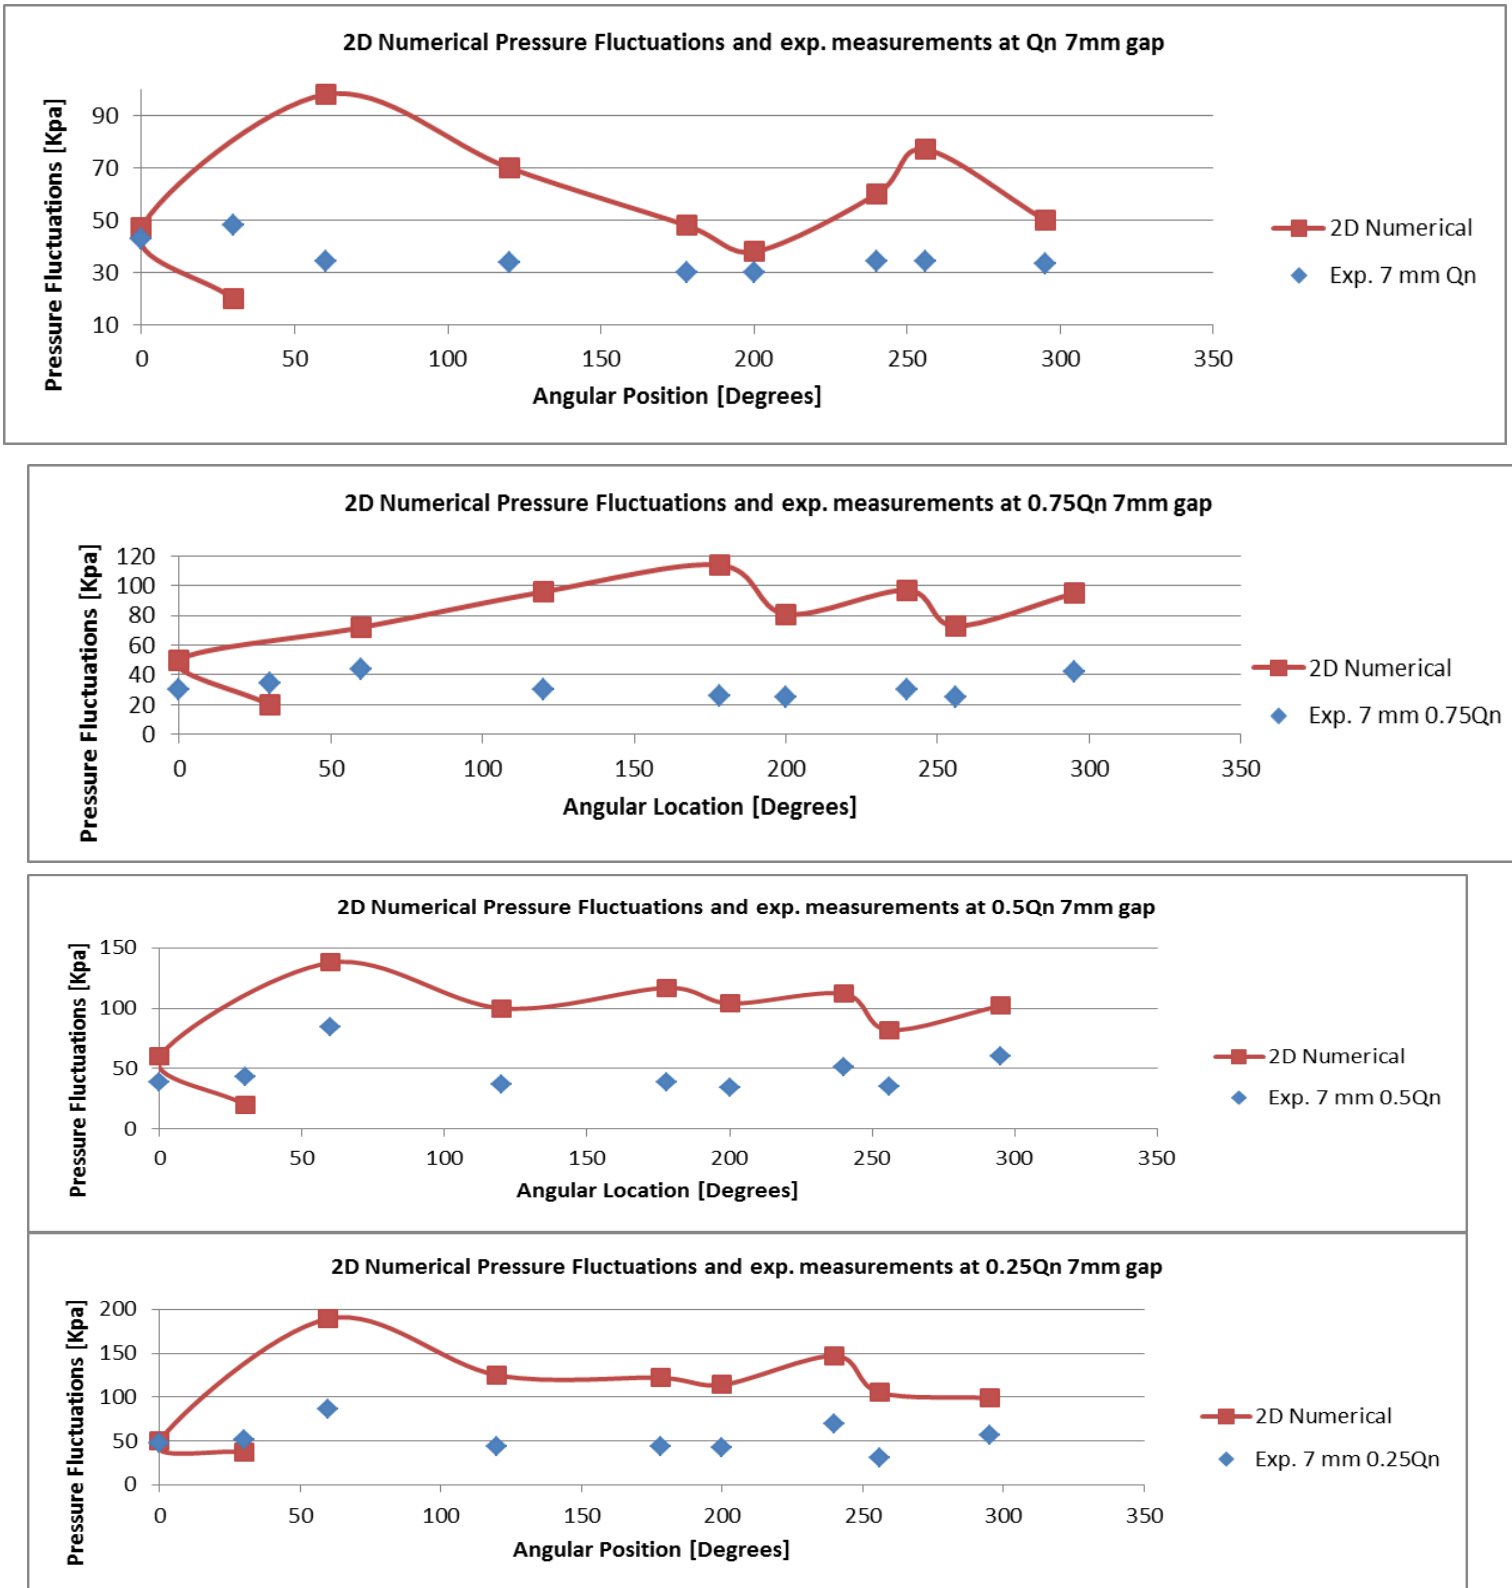 2D Numerical Pressure Fluctuations and exp. measurements at Qn 7mm gap
Pressure Fluctuations [Kpa]
90
70
50
30
10
0 50 100 150 200 250 300 350
Angular Position [Degrees]
2D Numerical
Exp. 7 mm Qn
2D Numerical Pressure Fluctuations and exp. measurements at 0.75Qn 7mm gap
Pressure Fluctuations [Kpa]
120
100
80
60
40
20
0
0 50 100 150 200 250 300 350
Angular Location [Degrees]
2D Numerical
Exp. 7 mm 0.75Qn
2D Numerical Pressure Fluctuations and exp. measurements at 0.5Qn 7mm gap
Pressure Fluctuations [Kpa]
150
100
50
0
0 50 100 150 200 250 300 350
Angular Location [Degrees]
2D Numerical
Exp. 7 mm 0.5Qn
2D Numerical Pressure Fluctuations and exp. measurements at 0.25Qn 7mm gap
Pressure Fluctuations [Kpa]
200
150
100
50
0
0 50 100 150 200 250 300 350
Angular Position [Degrees]
2D Numerical
Exp. 7 mm 0.25Qn